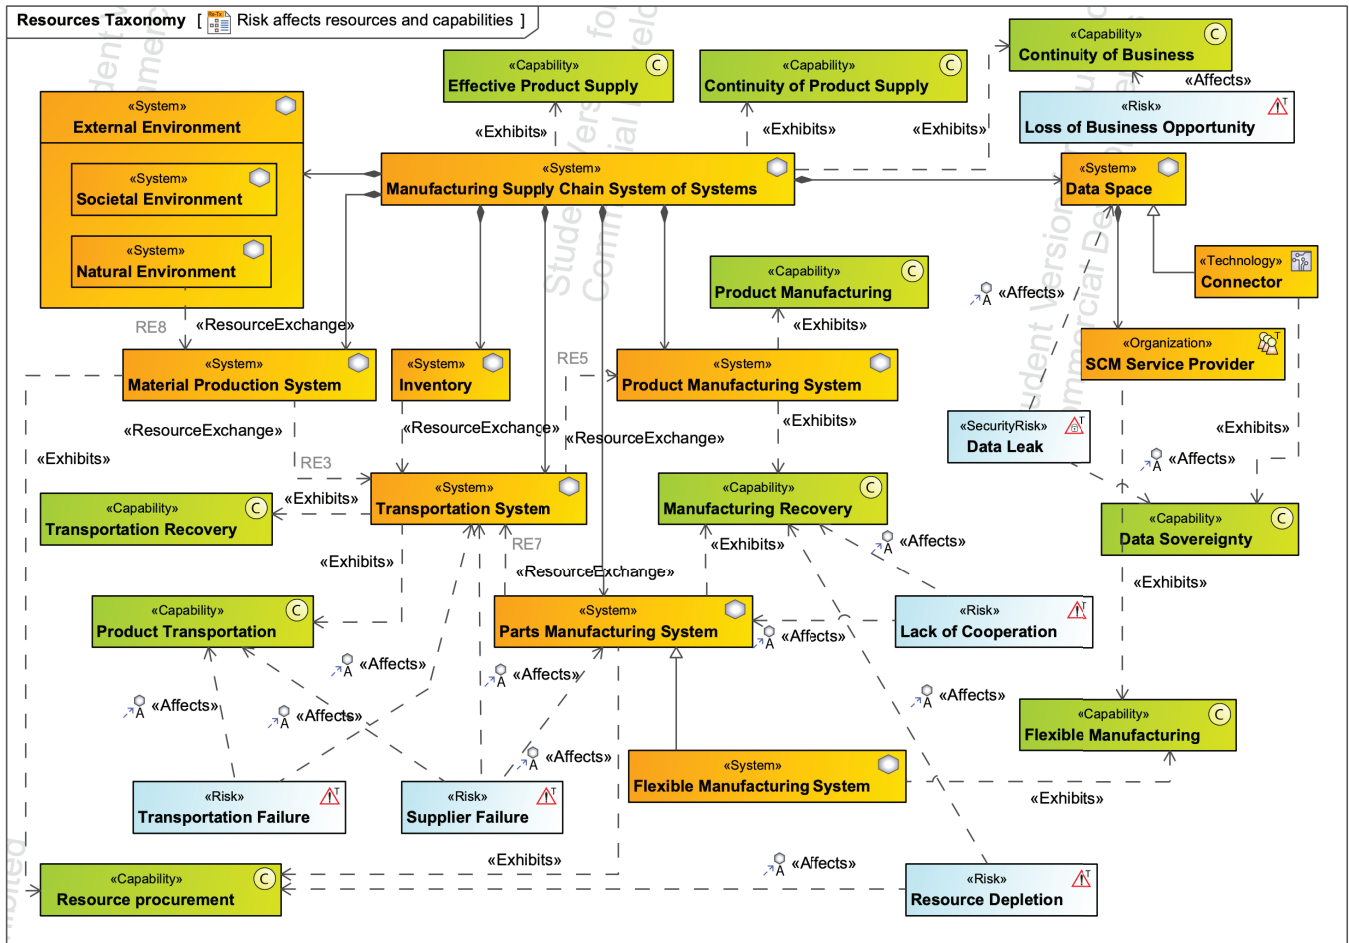 Resources Taxonomy [ Rs-Tx Risk affects resources and capabilities ]
«Capability» C
Continuity of Business
«Affects»
«Capability» C
Effective Product Supply
«Capability» C
Continuity of Product Supply
«System»
External Environment
«Risk» T
Loss of Business Opportunity
«Exhibits»
«Exhibits»
«Exhibits»
«System»
Societal Environment
«System»
Manufacturing Supply Chain System of Systems
«System»
Data Space
«System»
Natural Environment
«Capability» C
Product Manufacturing
«Technology»
Connector
A «Affects»
RE8
«ResourceExchange»
«Exhibits»
«Organization» T
SCM Service Provider
«System»
Material Production System
«System»
Inventory
RE5
«System»
Product Manufacturing System
«ResourceExchange»
«ResourceExchange»
«ResourceExchange»
«Exhibits»
«Exhibits»
«SecurityRisk» T
Data Leak
«Exhibits»
RE3
A «Affects»
«System»
Transportation System
«Capability» C
Manufacturing Recovery
«Exhibits»
«Capability» C
Transportation Recovery
«Capability» C
Data Sovereignty
RE7
«Exhibits»
A «Affects»
«Exhibits»
«ResourceExchange»
«Exhibits»
«Capability» C
Product Transportation
«System»
Parts Manufacturing System
«Risk» T
Lack of Cooperation
A «Affects»
A «Affects»
A «Affects»
A «Affects»
A «Affects»
A «Affects»
«Capability» C
Flexible Manufacturing
A «Affects»
«System»
Flexible Manufacturing System
«Exhibits»
«Risk» T
Transportation Failure
«Risk» T
Supplier Failure
«Exhibits»
A «Affects»
«Capability» C
Resource procurement
«Risk» T
Resource Depletion